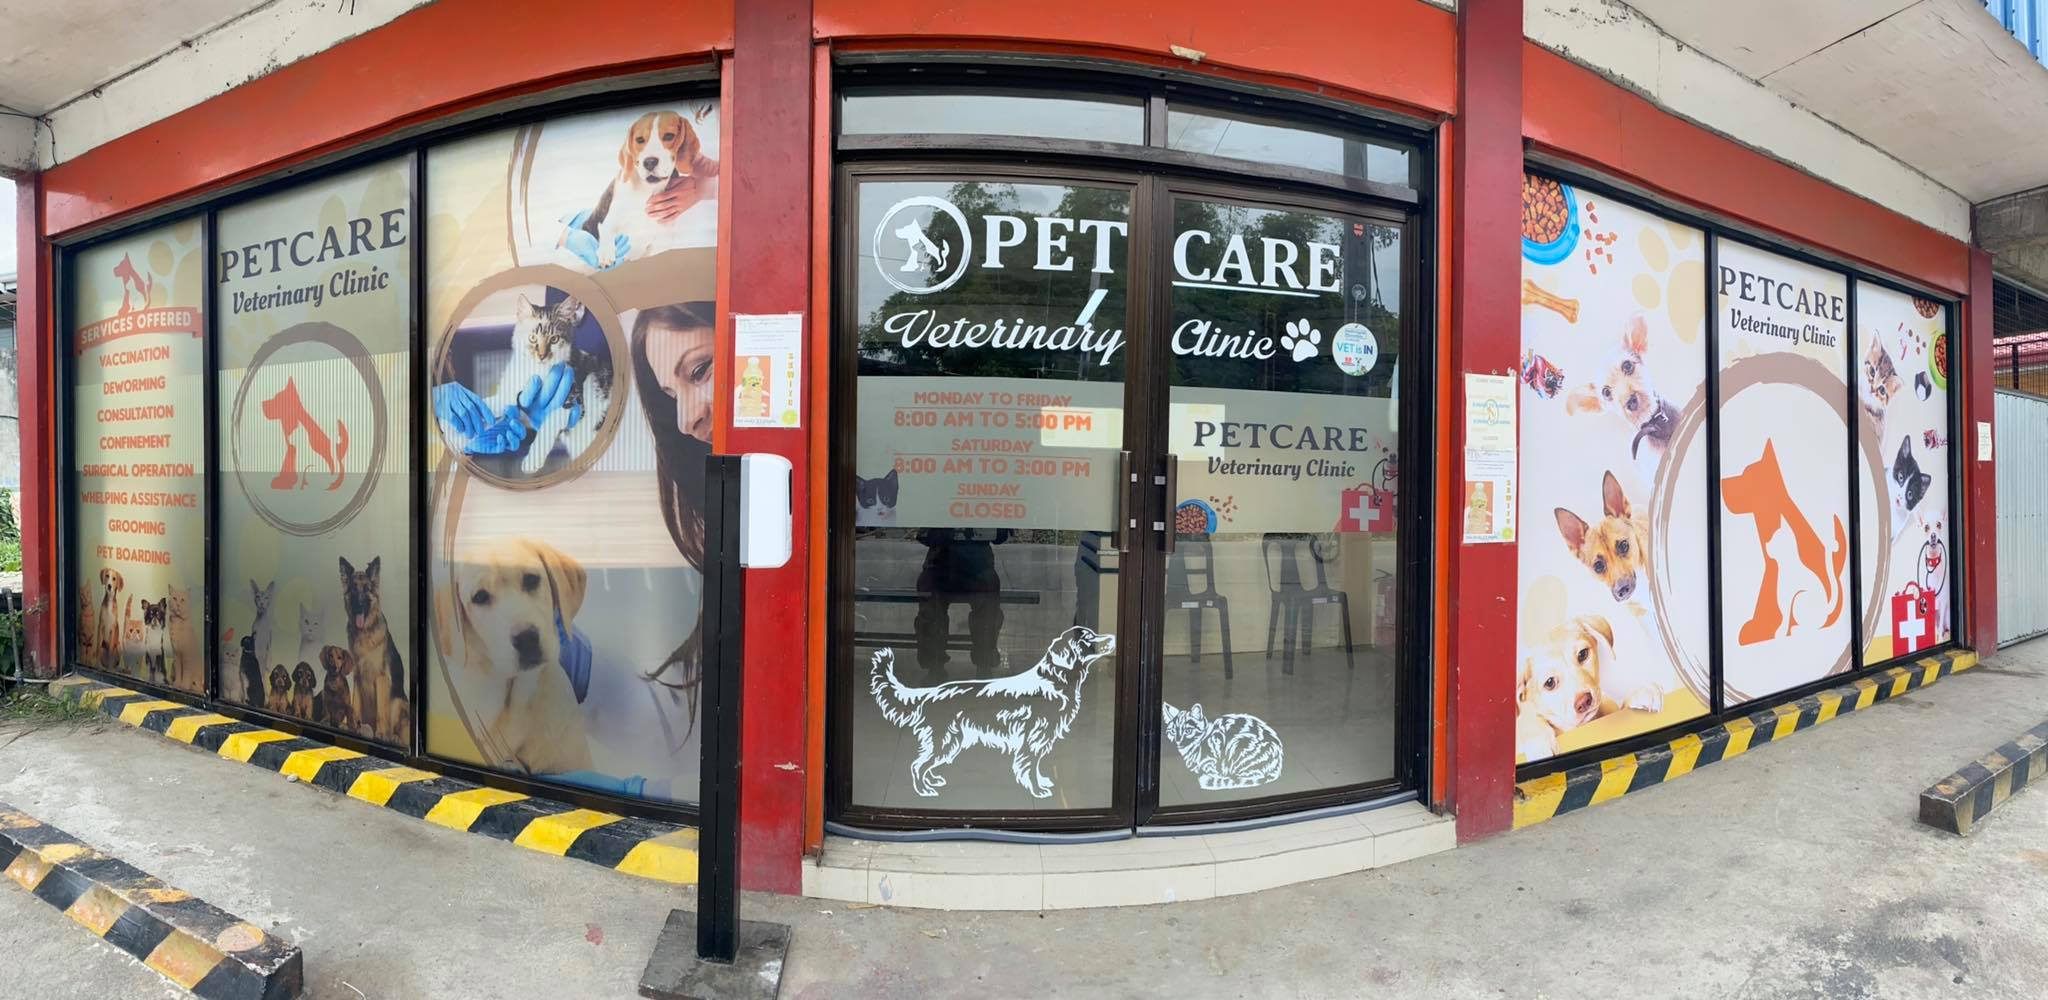 SERVICES OFFERED
VACCINATION
DEWORMING
CONSULTATION
CONFINEMENT
SURGICAL OPERATION
WHELPING ASSISTANCE
GROOMING
PET BOARDING
PETCARE
Veterinary Clinic
PET CARE
Veterinary Clinic
VET is IN
MONDAY TO FRIDAY
8:00 AM TO 5:00 PM
SATURDAY
8:00 AM TO 3:00 PM
SUNDAY
CLOSED
PETCARE
Veterinary Clinic
PETCARE
Veterinary Clinic